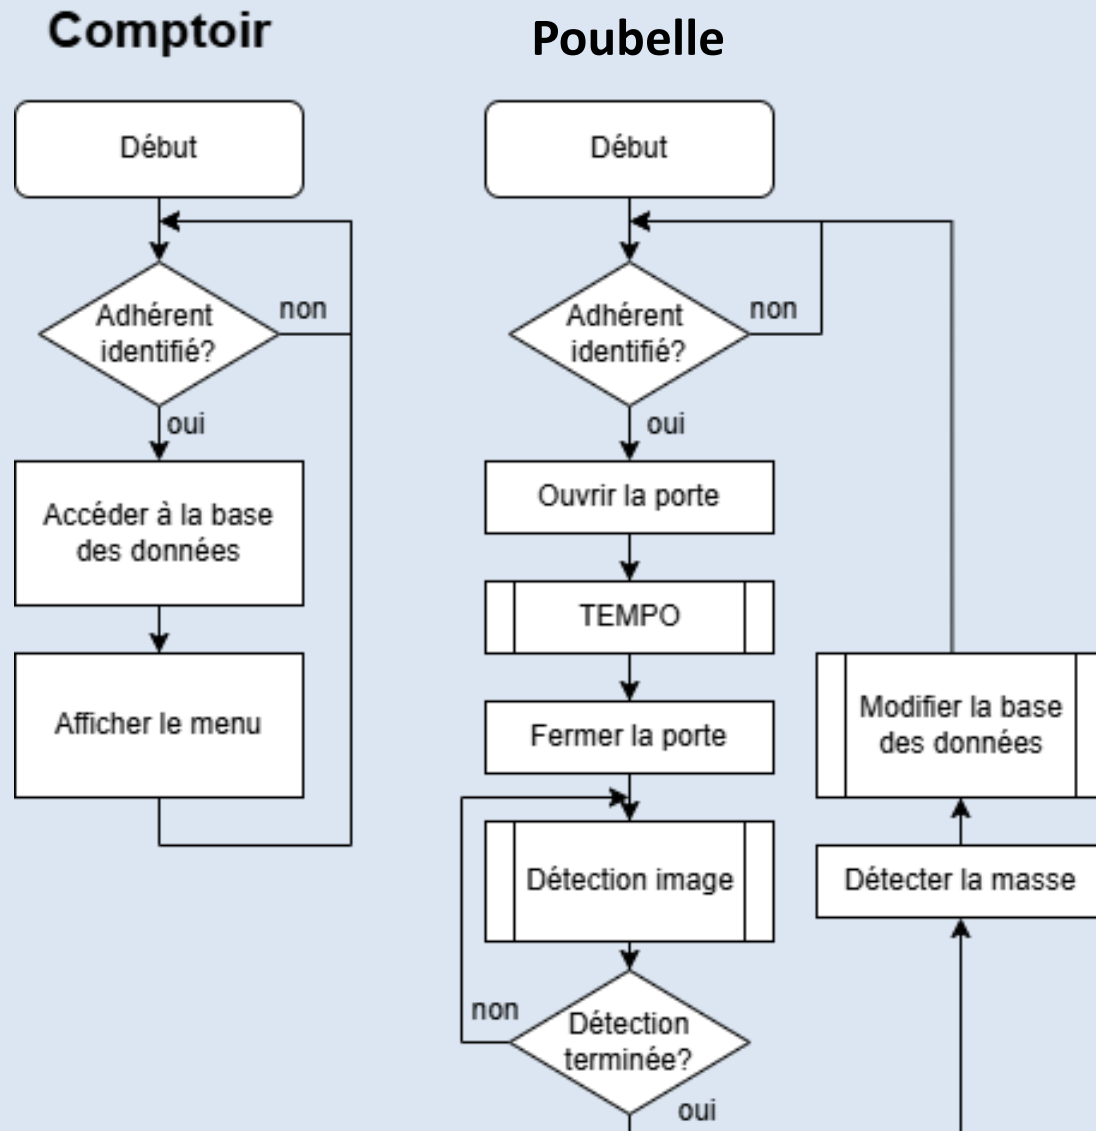 Comptoir
Début
Adhérent
identifié?
non
oui
Accéder à la base
des données
Afficher le menu
Poubelle
Début
Adhérent
identifié?
non
oui
Ouvrir la porte
TEMPO
Fermer la porte
Détection image
Détection
terminée?
non
oui
Détecter la masse
Modifier la base
des données